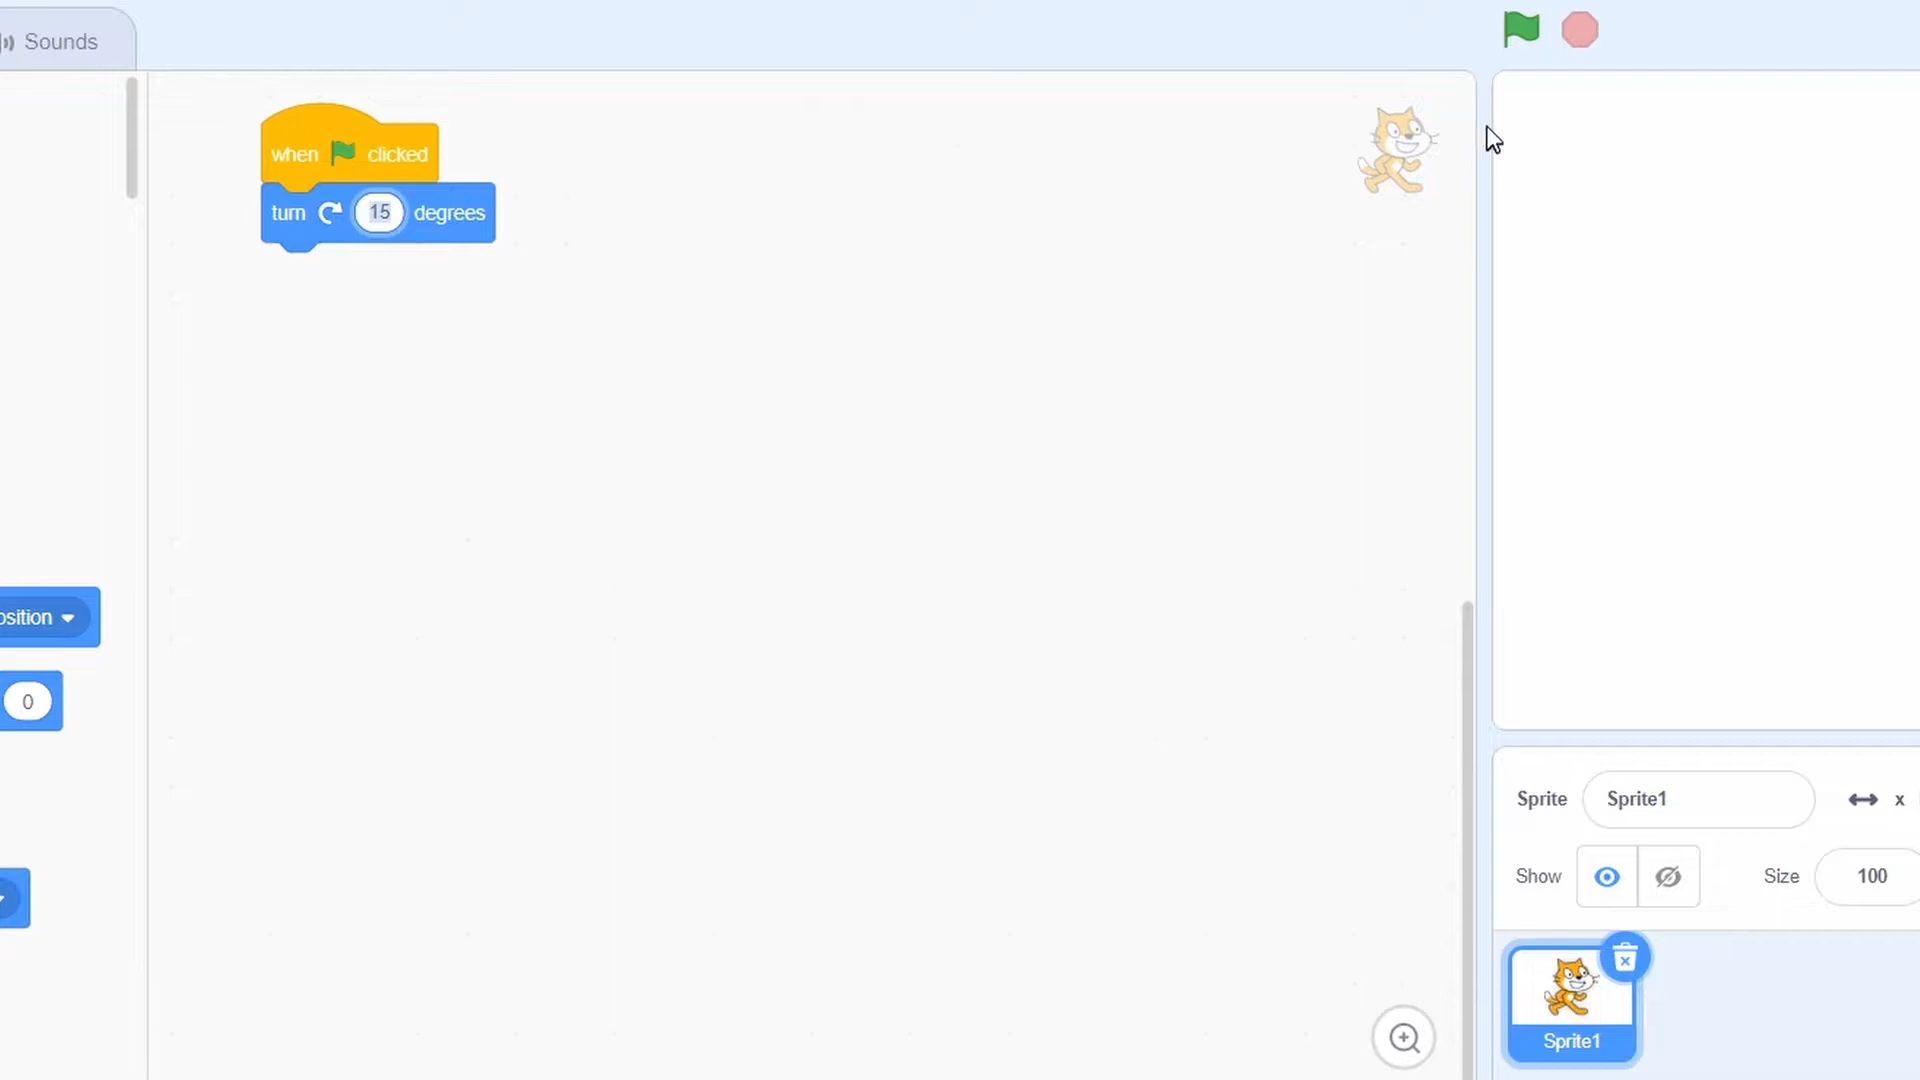 Sounds
when clicked
turn 15 degrees
osition
0
Sprite Sprite1 x
Show Size 100
Sprite1